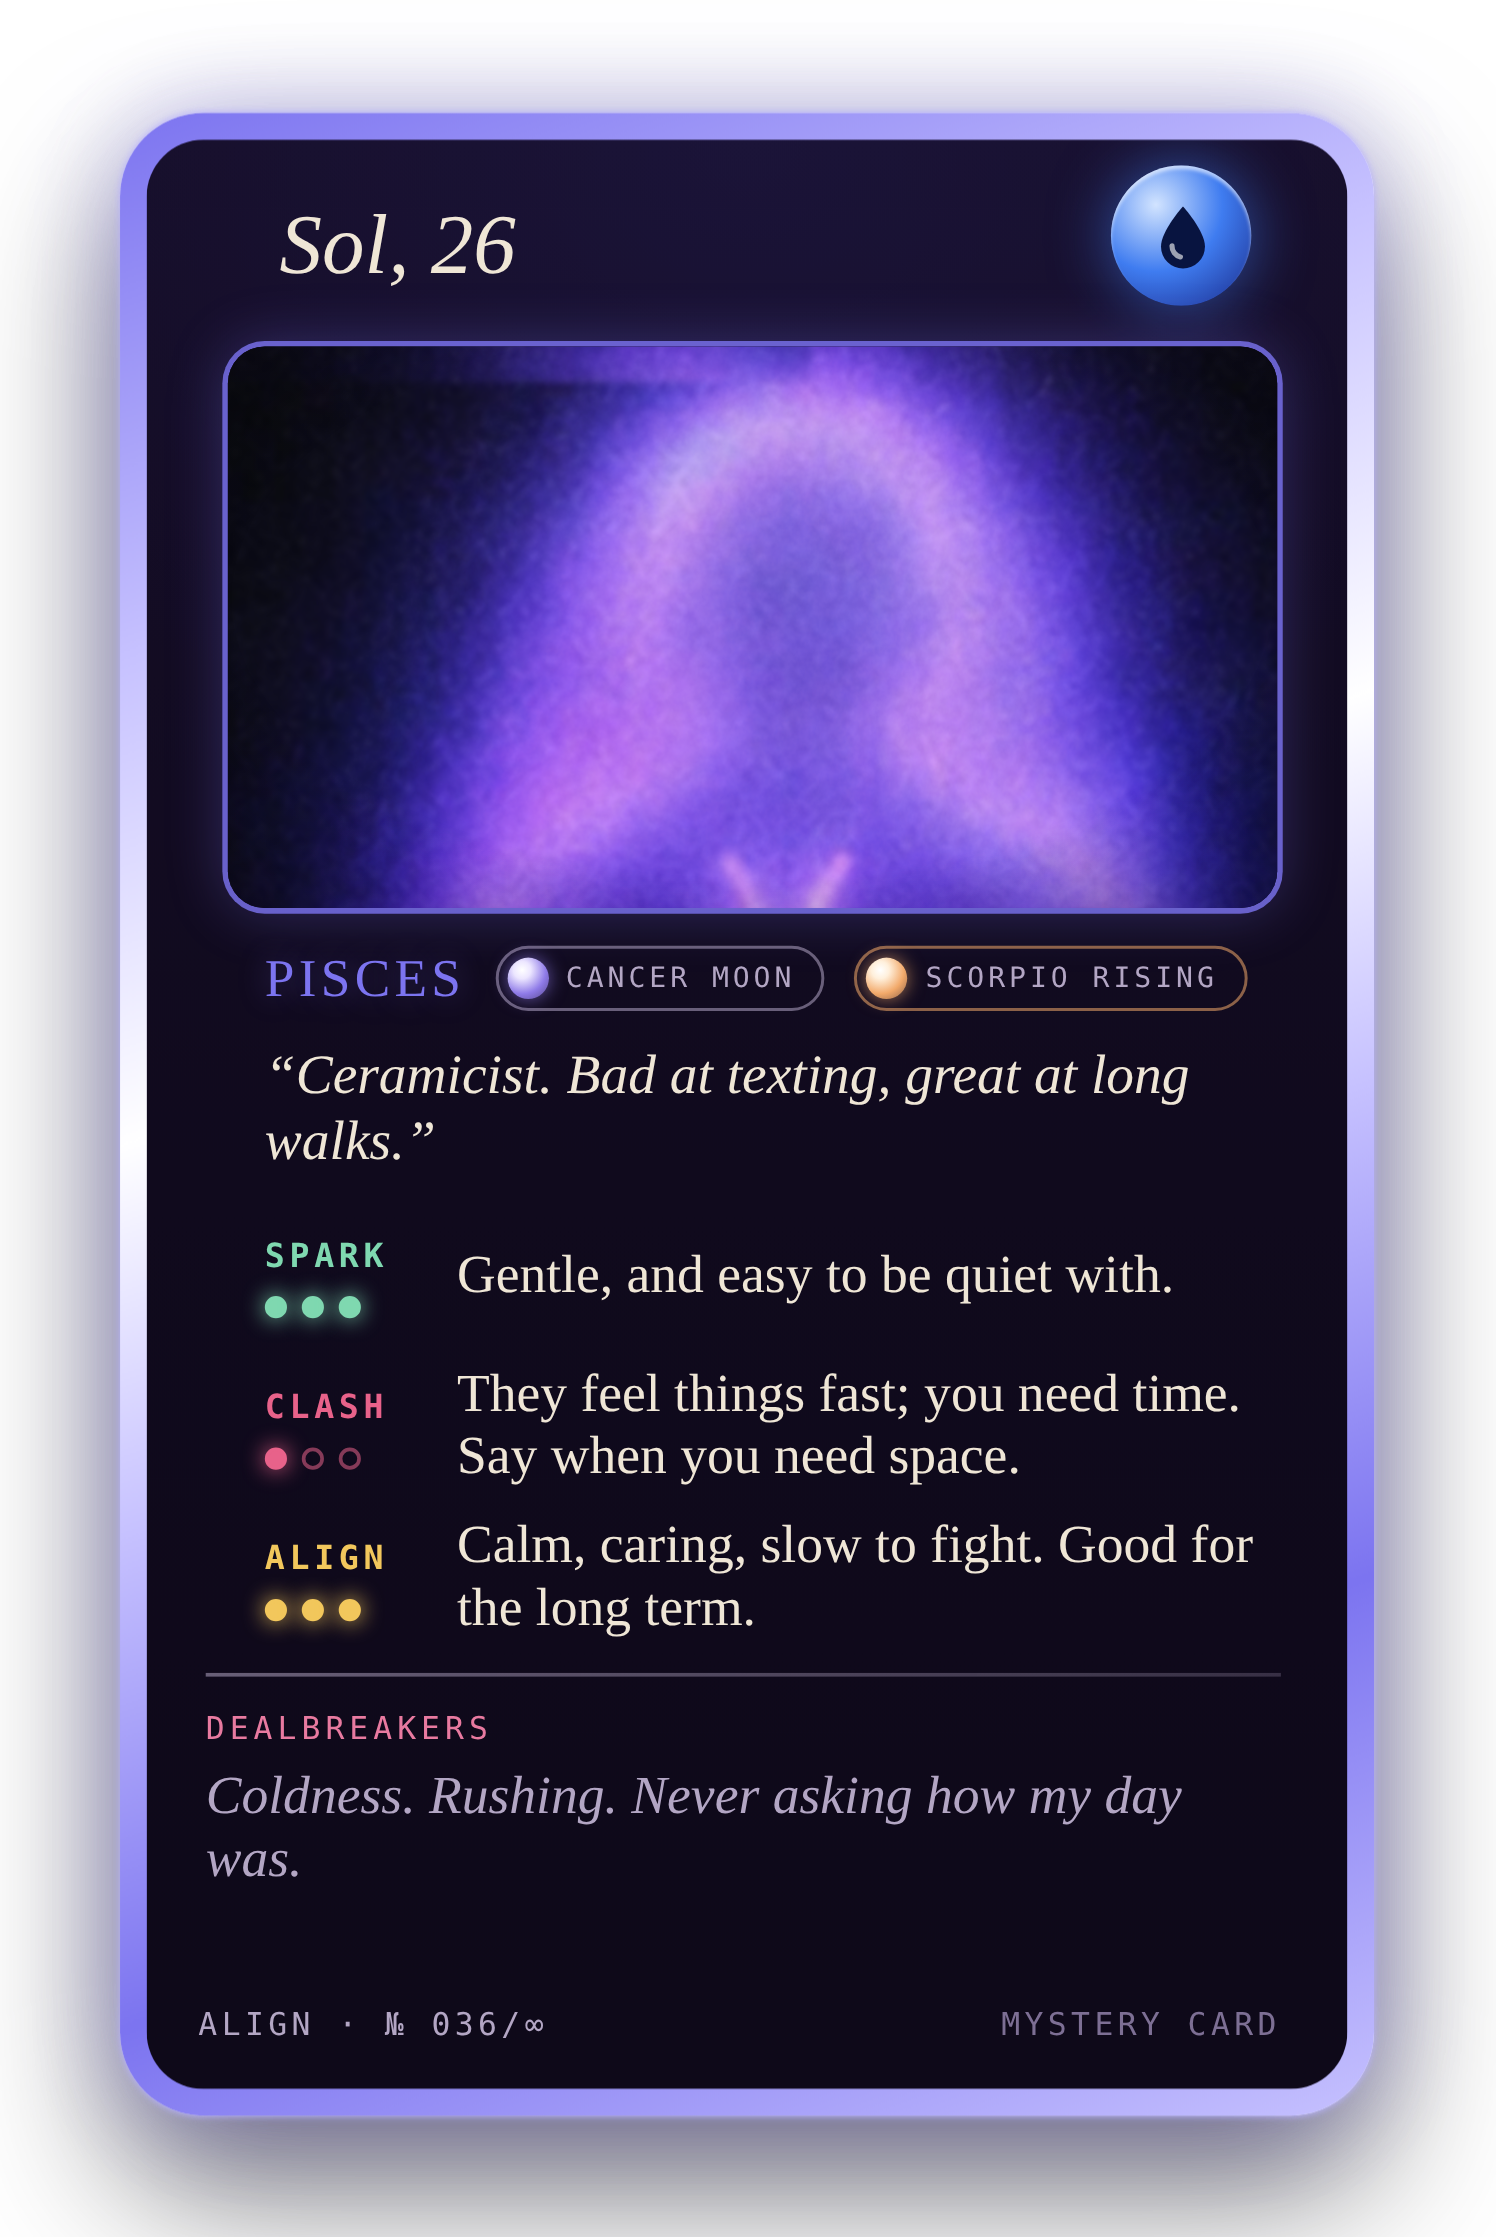 Sol, 26
PISCES
CANCER MOON
SCORPIO RISING
“Ceramicist. Bad at texting, great at long
walks.”
SPARK
Gentle, and easy to be quiet with.
CLASH
They feel things fast; you need time.
Say when you need space.
ALIGN
Calm, caring, slow to fight. Good for
the long term.
DEALBREAKERS
Coldness. Rushing. Never asking how my day
was.
ALIGN · № 036/∞
MYSTERY CARD